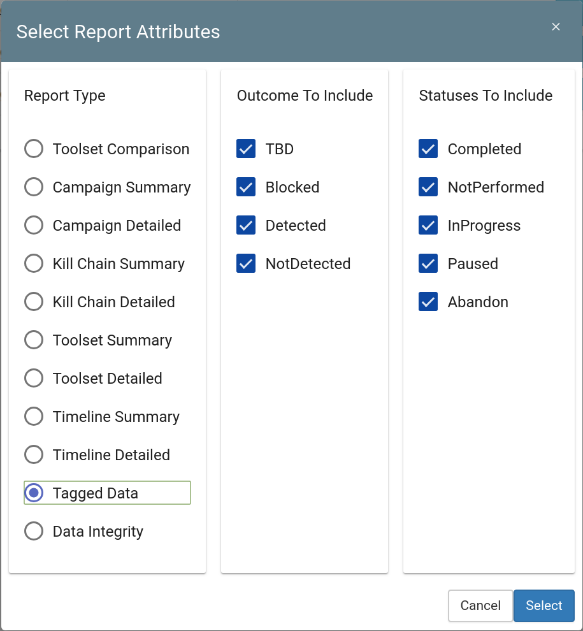 Select Report Attributes
×
Report Type
Toolset Comparison
Campaign Summary
Campaign Detailed
Kill Chain Summary
Kill Chain Detailed
Toolset Summary
Toolset Detailed
Timeline Summary
Timeline Detailed
Tagged Data
Data Integrity
Outcome To Include
TBD
Blocked
Detected
NotDetected
Statuses To Include
Completed
NotPerformed
InProgress
Paused
Abandon
Cancel
Select